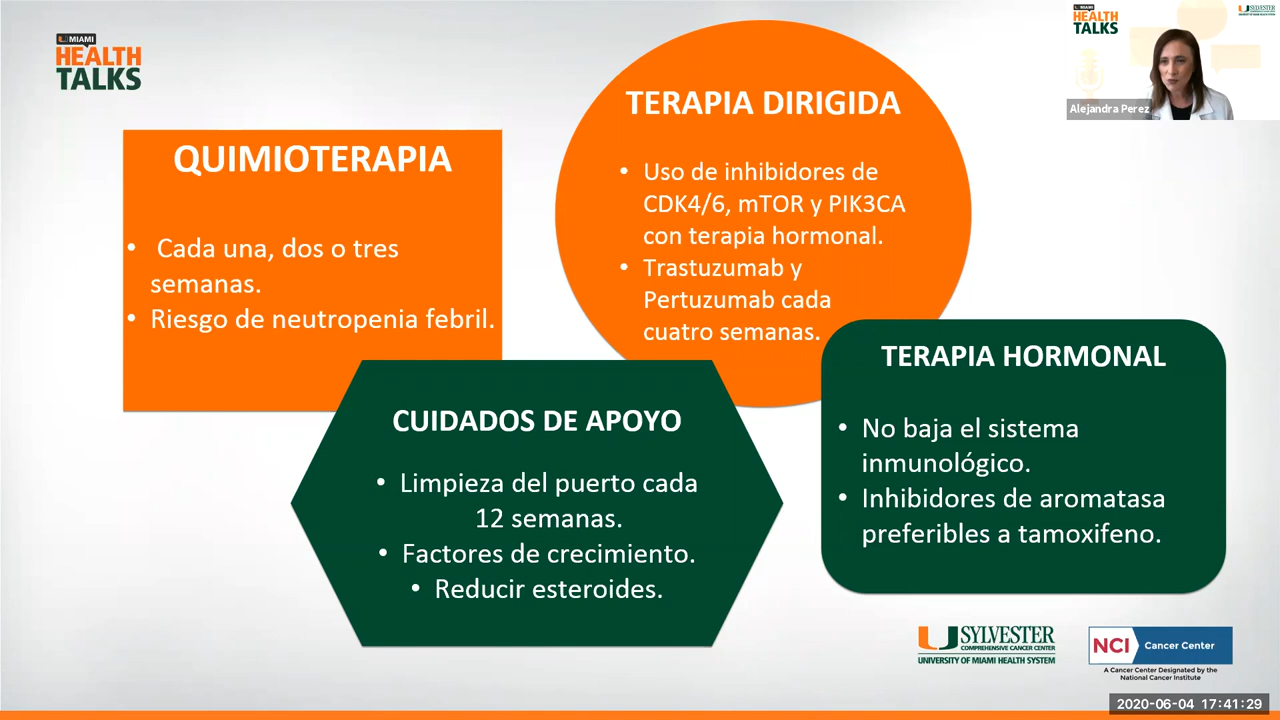 MIAMI
HEALTH
TALKS
QUIMIOTERAPIA
• Cada una, dos o tres
semanas.
• Riesgo de neutropenia febril.
TERAPIA DIRIGIDA
• Uso de inhibidores de
CDK4/6, mTOR y PIK3CA
con terapia hormonal.
• Trastuzumab y
Pertuzumab cada
cuatro semanas.
HEALTH
TALKS
SYLVESTER
Alejandra Perez
CUIDADOS DE APOYO
• Limpieza del puerto cada
12 semanas.
• Factores de crecimiento.
• Reducir esteroides.
TERAPIA HORMONAL
• No baja el sistema
inmunológico.
• Inhibidores de aromatasa
preferibles a tamoxifeno.
SYLVESTER
COMPREHENSIVE CANCER CENTER
UNIVERSITY OF MIAMI HEALTH SYSTEM
NCI Cancer Center
A Cancer Center Designated by the
National Cancer Institute
2020-06-04 17:41:29